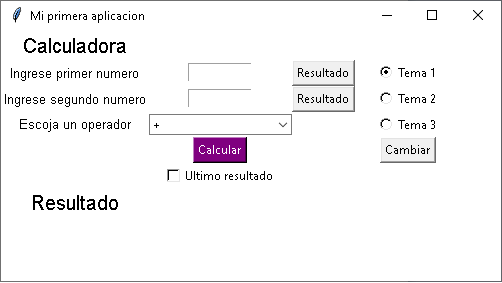 Mi primera aplicacion
Calculadora
Ingrese primer numero Resultado Tema 1
Ingrese segundo numero Resultado Tema 2
Escoja un operador + Tema 3
Calcular Cambiar
Ultimo resultado
Resultado